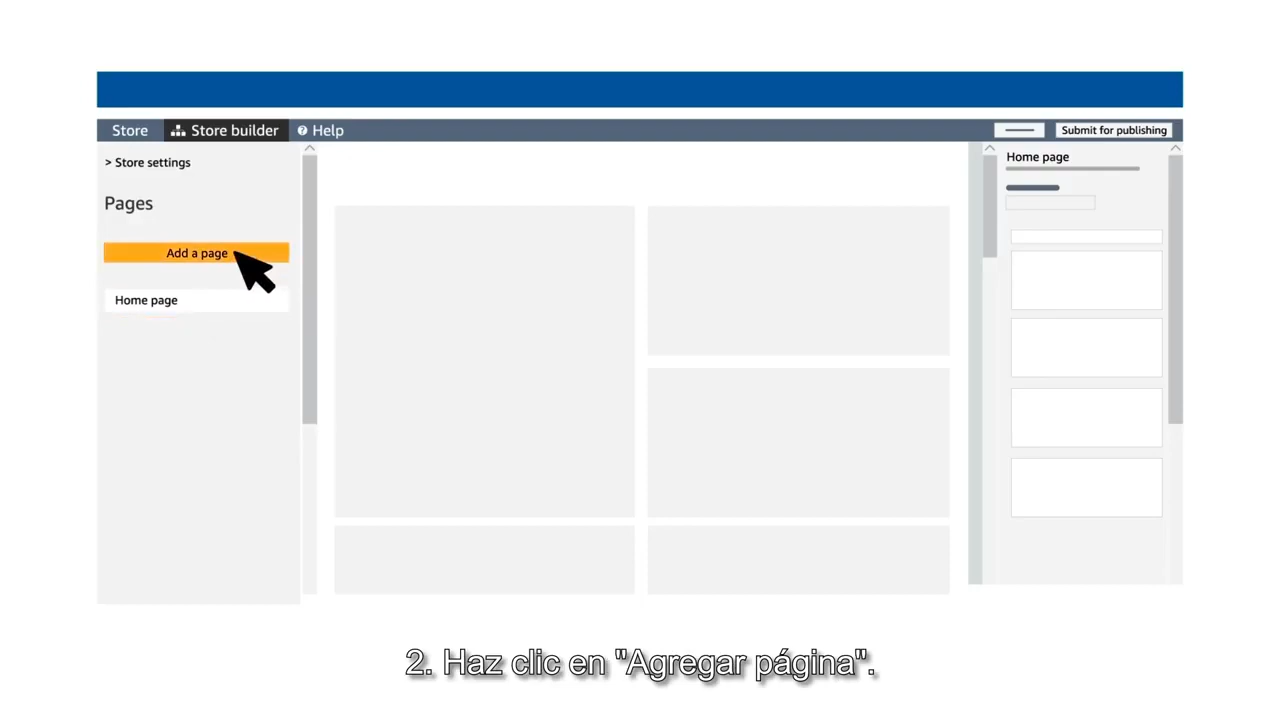 Store
Store builder
Help
Submit for publishing
> Store settings
Pages
Add a page
Home page
Home page
2. Haz clic en "Agregar página".